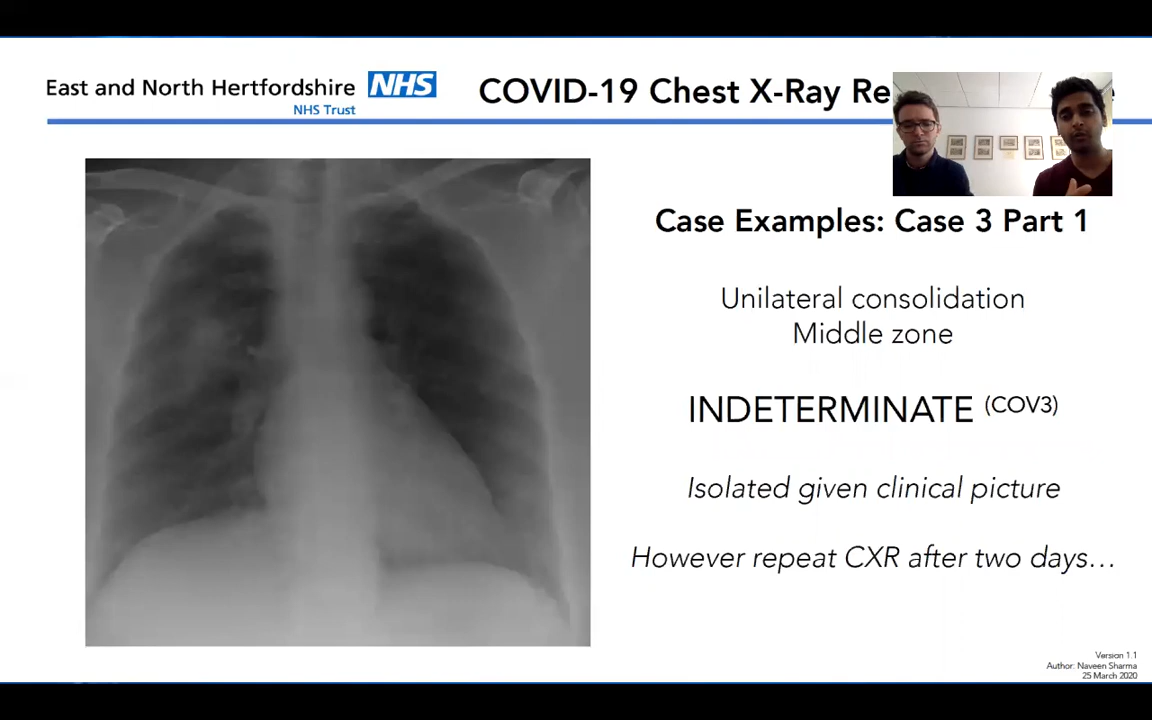 East and North Hertfordshire NHS
NHS Trust
COVID-19 Chest X-Ray Re
Case Examples: Case 3 Part 1
Unilateral consolidation
Middle zone
INDETERMINATE (COV3)
Isolated given clinical picture
However repeat CXR after two days…
Version 1.1
Author: Naveen Sharma
25 March 2020